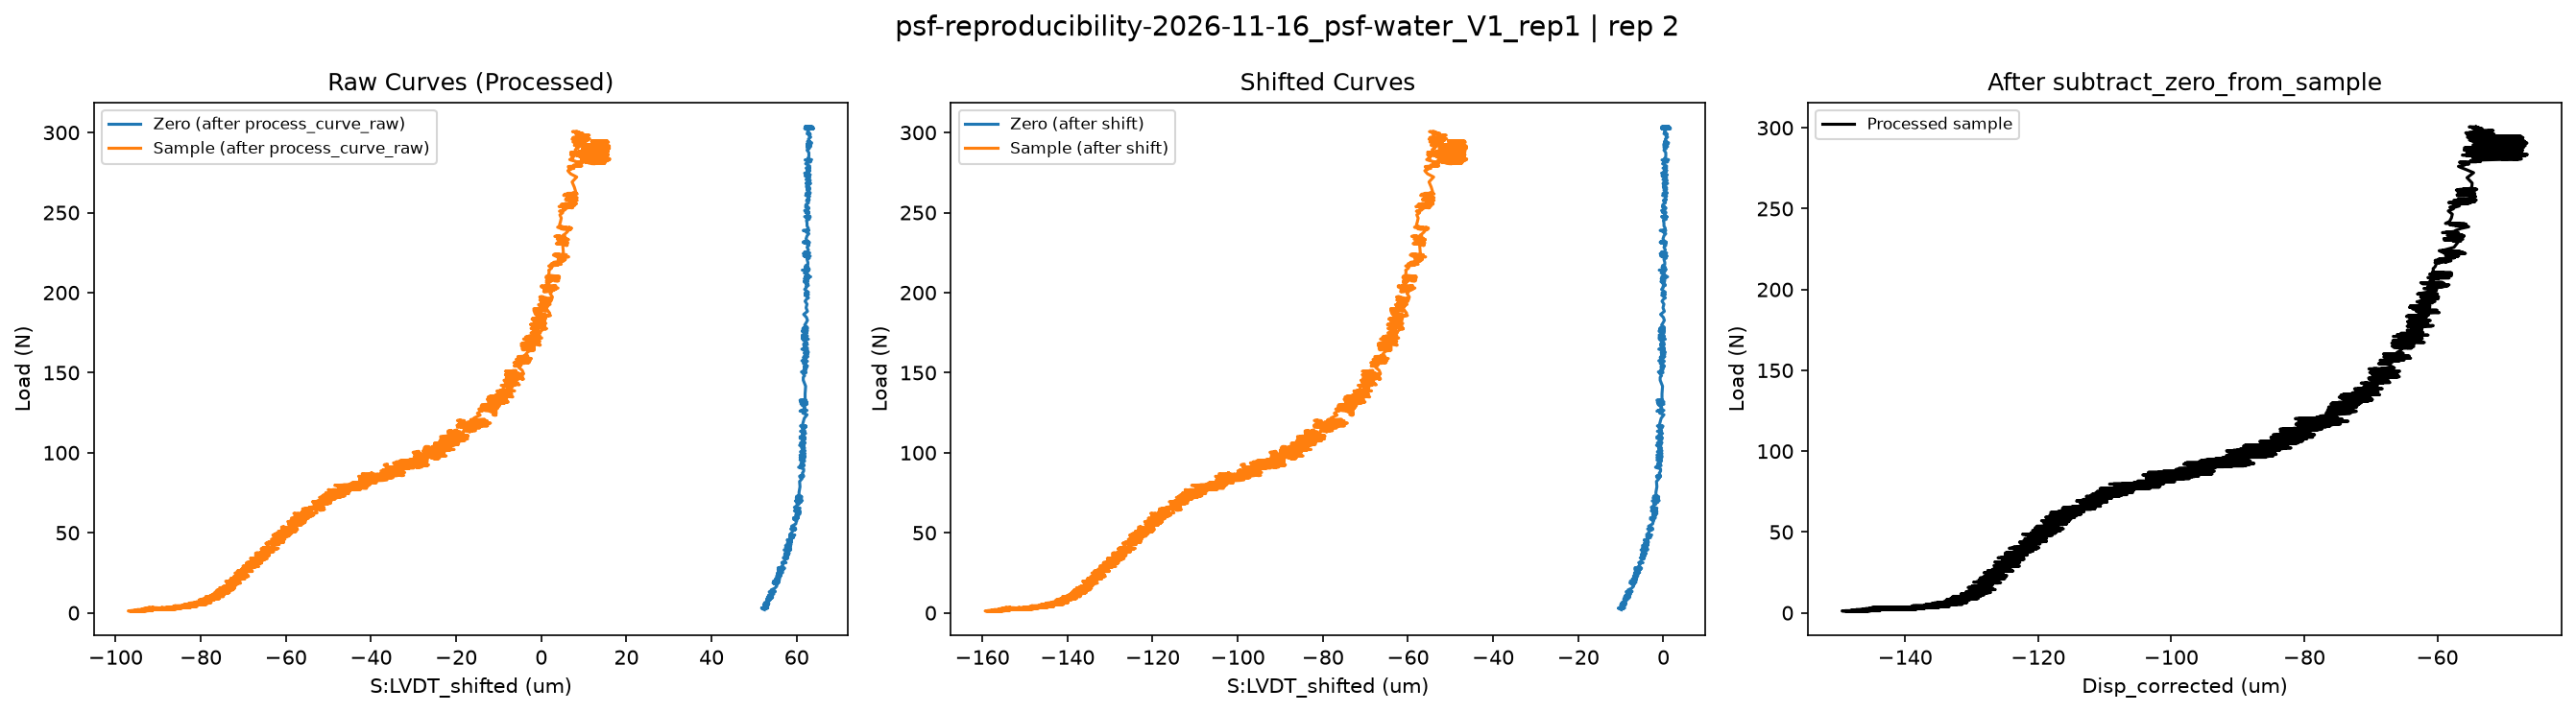 psf-reproducibility-2026-11-16_psf-water_V1_rep1 | rep 2
Raw Curves (Processed)
Zero (after process_curve_raw)
Sample (after process_curve_raw)
Load (N)
300
250
200
150
100
50
0
−100 −80 −60 −40 −20 0 20 40 60
S:LVDT_shifted (um)
Shifted Curves
Zero (after shift)
Sample (after shift)
Load (N)
300
250
200
150
100
50
0
−160 −140 −120 −100 −80 −60 −40 −20 0
S:LVDT_shifted (um)
After subtract_zero_from_sample
Processed sample
Load (N)
300
250
200
150
100
50
0
−140 −120 −100 −80 −60
Disp_corrected (um)